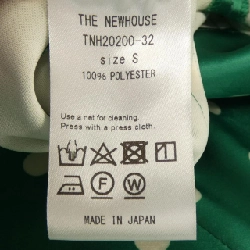 THE NEWHOUSE
TNH20200-32
size S
100% POLYESTER
Use a net for cleaning.
Press with a press cloth.
F W
MADE IN JAPAN